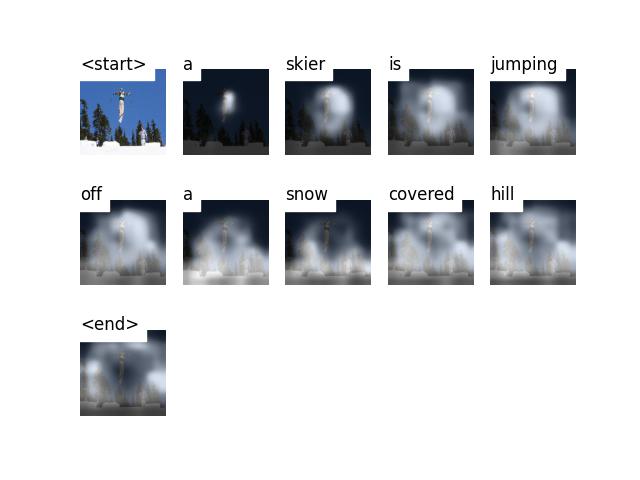 <start> a skier is jumping
off a snow covered hill
<end>